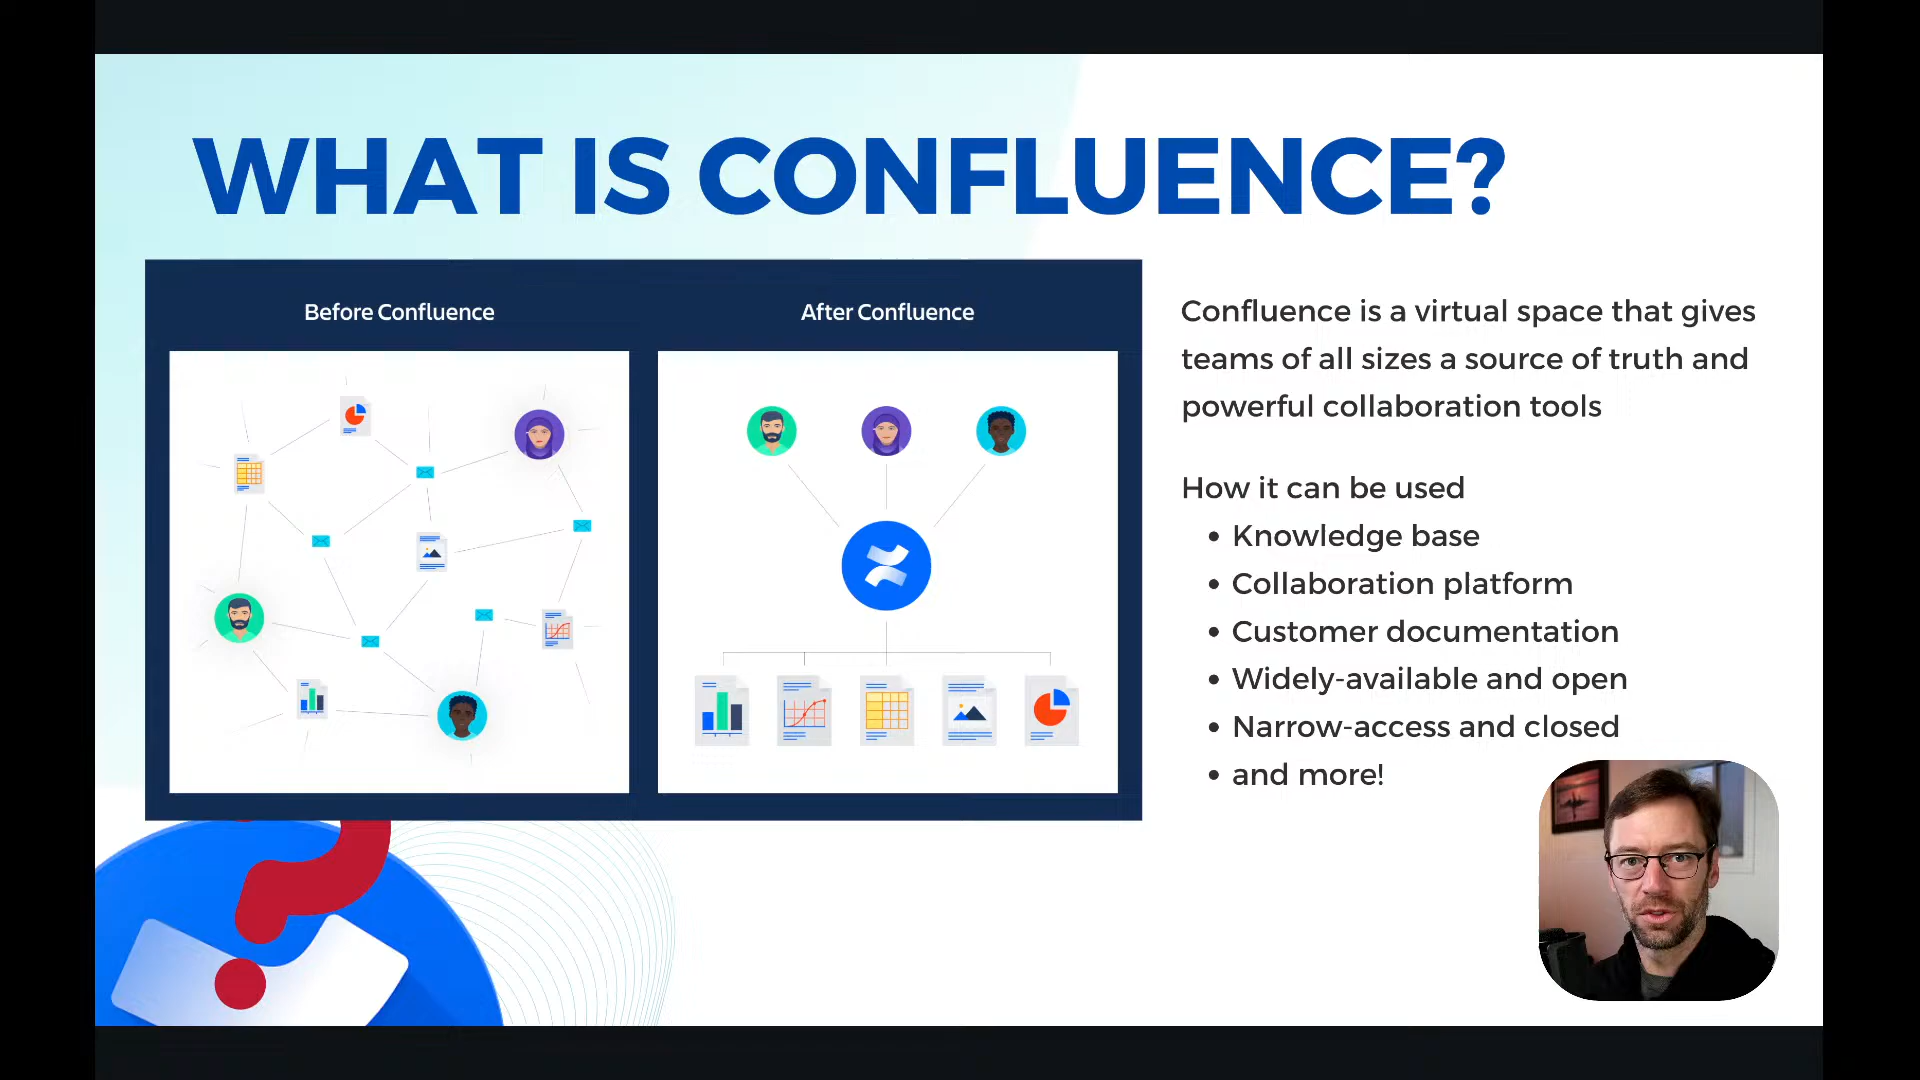 WHAT IS CONFLUENCE?
Before Confluence
After Confluence
Confluence is a virtual space that gives
teams of all sizes a source of truth and
powerful collaboration tools
How it can be used
• Knowledge base
• Collaboration platform
• Customer documentation
• Widely-available and open
• Narrow-access and closed
• and more!